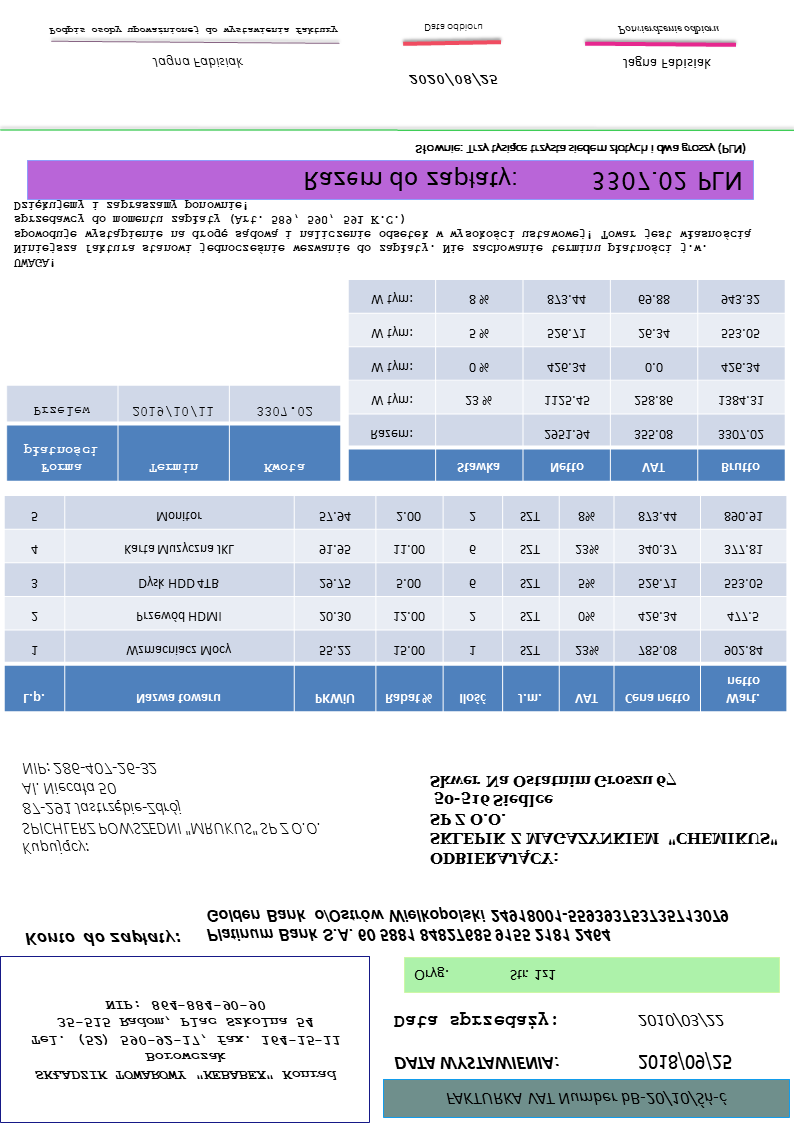 FAKTURKA VAT Number bB-20/10/Śń-č
SKŁADZIK TOWAROWY "KEBABEX" Konrad
Borowczak
Tel. (52) 590-92-17, Fax. 164-15-11
35-515 Radom, Plac Szkolna 54
NIP: 864-884-90-90
DATA WYSTAWIENIA: 2018/09/25
Data sprzedaży: 2010/03/22
Oryg. Str. 1z1
Konto do zapłaty:
Platinum Bank S.A. 60 5881 84827685 9155 2181 2464
Golden Bank o/Ostrów Wielkopolski 24918001-559393753735713079
Kupujący:
SPICHLERZ POWSZEDNI "MRUKUS" SP Z O.O.
87-291 Jastrzębie-Zdrój
Al. Niecała 50
NIP: 286-407-26-32
ODBIERAJĄCY:
SKLEPIK Z MAGAZYNKIEM "CHEMIKUS"
SP Z O.O.
50-516 Siedlce
Skwer Na Ostatnim Groszu 67
L.p. Nazwa towaru PKWiU Rabat % Ilość J.m. VAT Cena netto Wart. netto
1 Wzmacniacz Mocy 55.22 15.00 1 SZT 23% 785.08 902.84
2 Przewód HDMI 20.30 12.00 2 SZT 0% 426.34 477.5
3 Dysk HDD 4TB 29.75 5.00 6 SZT 5% 526.71 553.05
4 Karta Muzyczna JKL 91.95 11.00 6 SZT 23% 340.37 377.81
5 Monitor 57.94 2.00 2 SZT 8% 873.44 890.91
Forma płatności Termin Kwota
Przelew 2019/10/11 3307.02
Stawka Netto VAT Brutto
Razem: 2951.94 355.08 3307.02
W tym: 23 % 1125.45 258.86 1384.31
W tym: 0 % 426.34 0.0 426.34
W tym: 5 % 526.71 26.34 553.05
W tym: 8 % 873.44 69.88 943.32
UWAGA!
Niniejsza faktura stanowi jednocześnie wezwanie do zapłaty. Nie zachowanie terminu płatności j.w.
spowoduje wystąpienie na drogę sądową i naliczenie odsetek w wysokości ustawowej! Towar jest własnością
sprzedawcy do momentu zapłaty (Art. 589, 590, 591 K.C.)
Dziękujemy i zapraszamy ponownie!
Razem do zapłaty: 3307.02 PLN
Słownie: Trzy tysiące trzysta siedem złotych i dwa groszy (PLN)
Jagna Fabisiak
Podpis osoby upoważnionej do wystawienia faktury
2020/08/25
Data odbioru
Jagna Fabisiak
Potwierdzenie odbioru